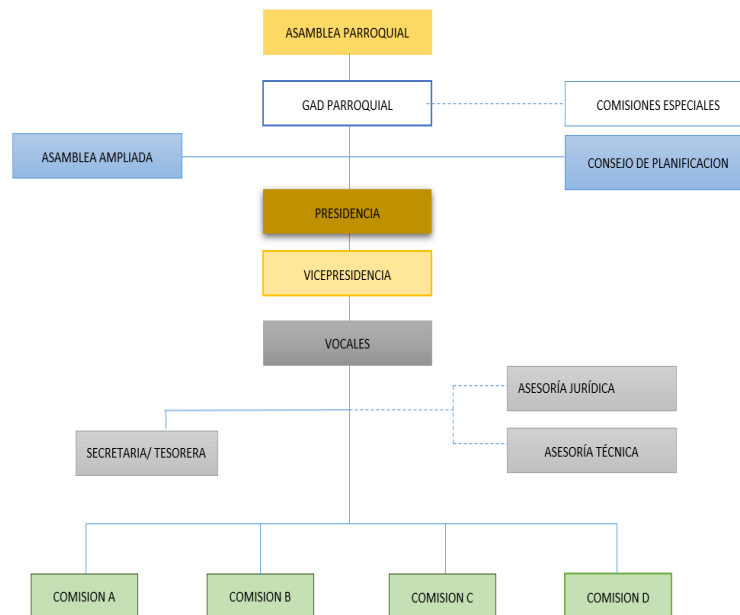 ASAMBLEA PARROQUIAL
GAD PARROQUIAL
COMISIONES ESPECIALES
ASAMBLEA AMPLIADA
CONSEJO DE PLANIFICACION
PRESIDENCIA
VICEPRESIDENCIA
VOCALES
ASESORÍA JURÍDICA
SECRETARIA/ TESORERA
ASESORÍA TÉCNICA
COMISION A
COMISION B
COMISION C
COMISION D